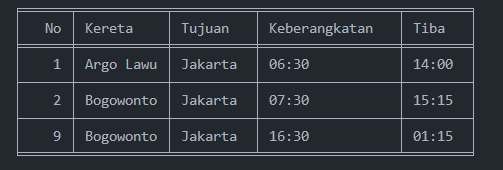 No Kereta Tujuan Keberangkatan Tiba
1 Argo Lawu Jakarta 06:30 14:00
2 Bogowonto Jakarta 07:30 15:15
9 Bogowonto Jakarta 16:30 01:15